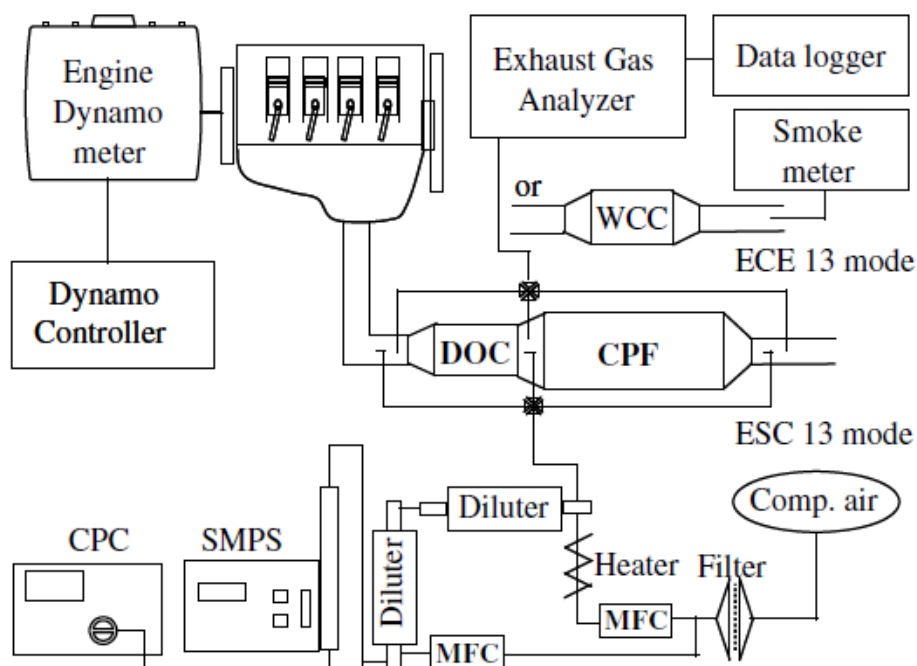 Engine
Dynamo
meter
Exhaust Gas
Analyzer
Data logger
Smoke
meter
or
WCC
ECE 13 mode
Dynamo
Controller
DOC
CPF
ESC 13 mode
Comp. air
Diluter
CPC
SMPS
Diluter
Heater
Filter
MFC
MFC